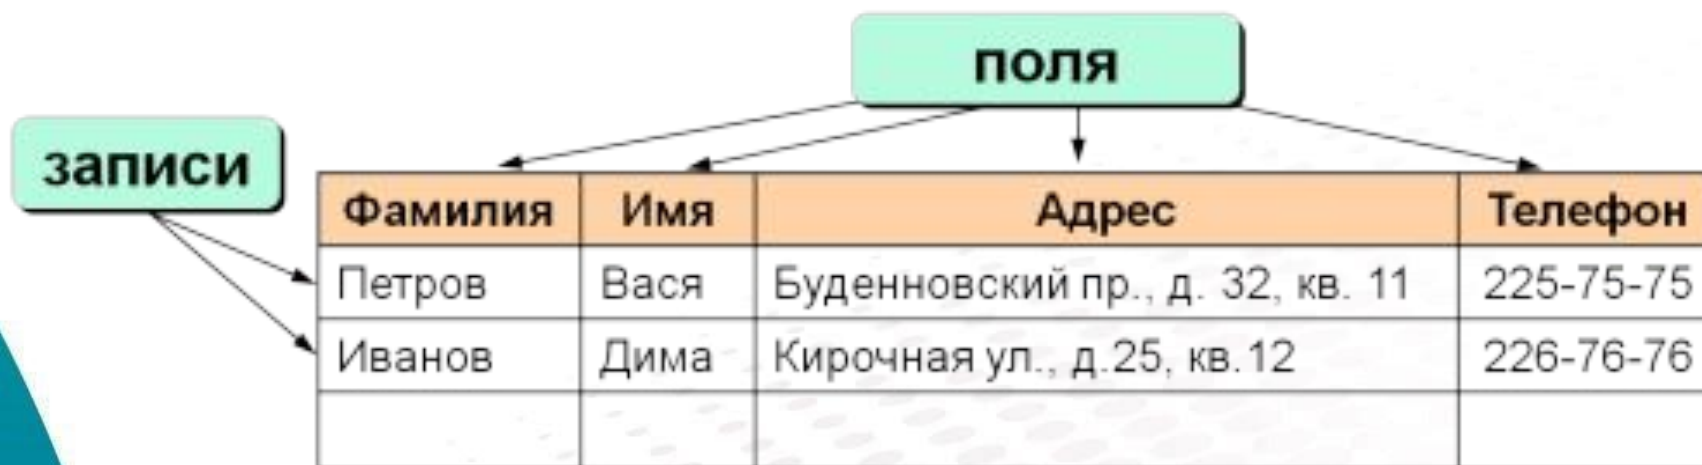 поля
записи
Фамилия Имя Адрес Телефон
Петров Вася Буденновский пр., д. 32, кв. 11 225-75-75
Иванов Дима Кирочная ул., д.25, кв.12 226-76-76